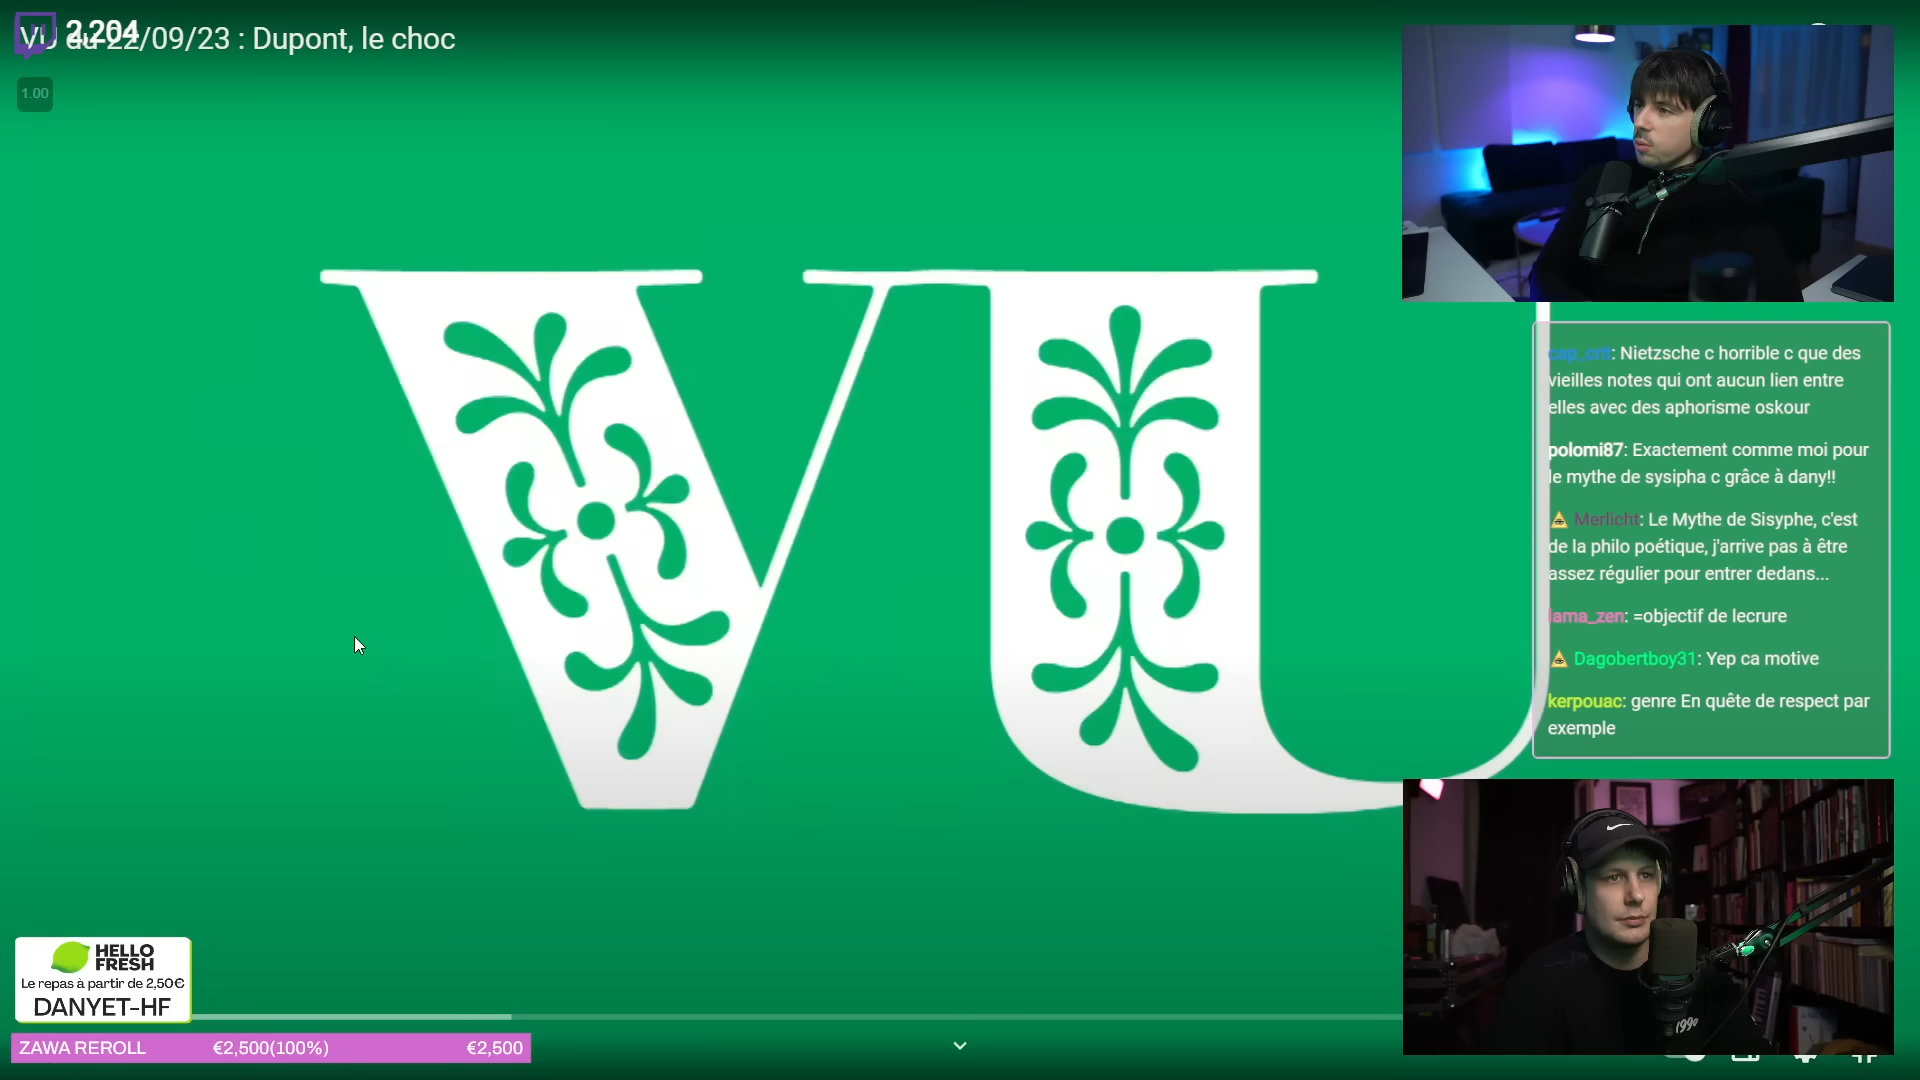 2,204
VU du 22/09/23 : Dupont, le choc
1.00
VU
cap_crit: Nietzsche c horrible c que des
vieilles notes qui ont aucun lien entre
elles avec des aphorisme oskour
polomi87: Exactement comme moi pour
le mythe de sysipha c grâce à dany!!
Merlicht: Le Mythe de Sisyphe, c'est
de la philo poétique, j'arrive pas à être
assez régulier pour entrer dedans...
lama_zen: =objectif de lecrure
Dagobertboy31: Yep ca motive
kerpouac: genre En quête de respect par
exemple
1990
HELLO
FRESH
Le repas à partir de 2,50€
DANYET-HF
ZAWA REROLL €2,500(100%) €2,500